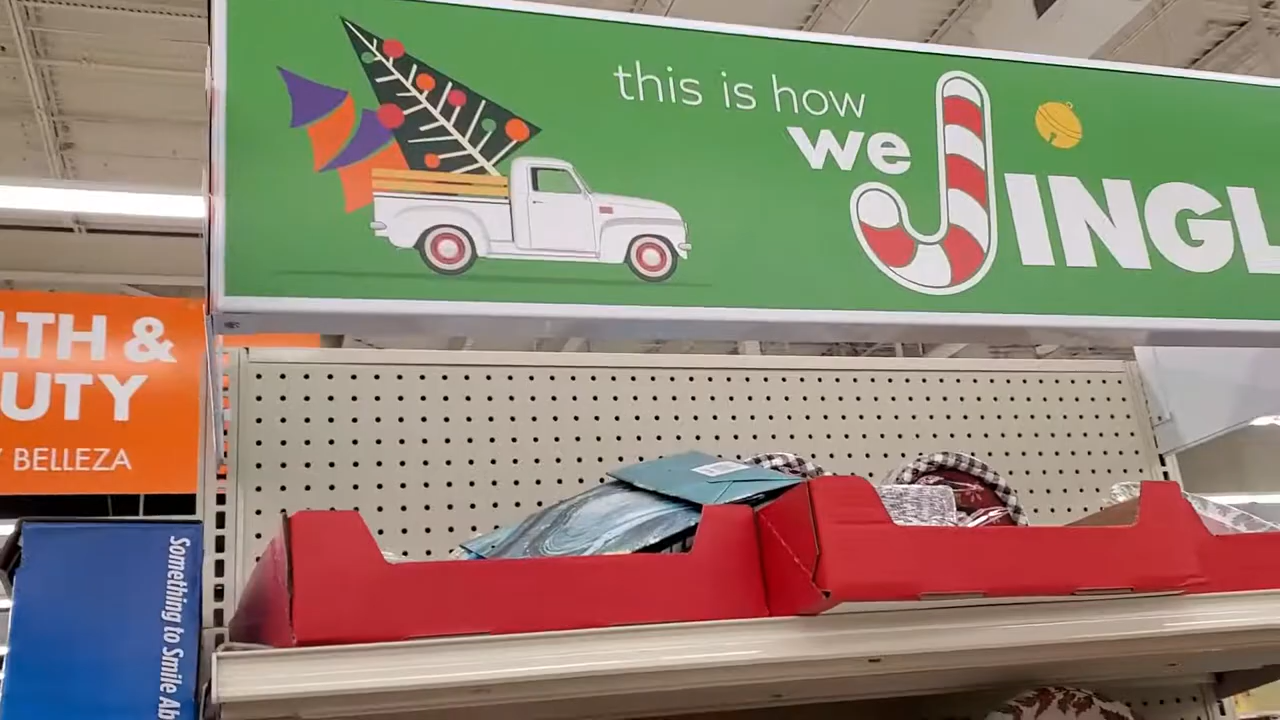 this is how
we
JINGL
LTH &
UTY
Y BELLEZA
Something to Smile Ab